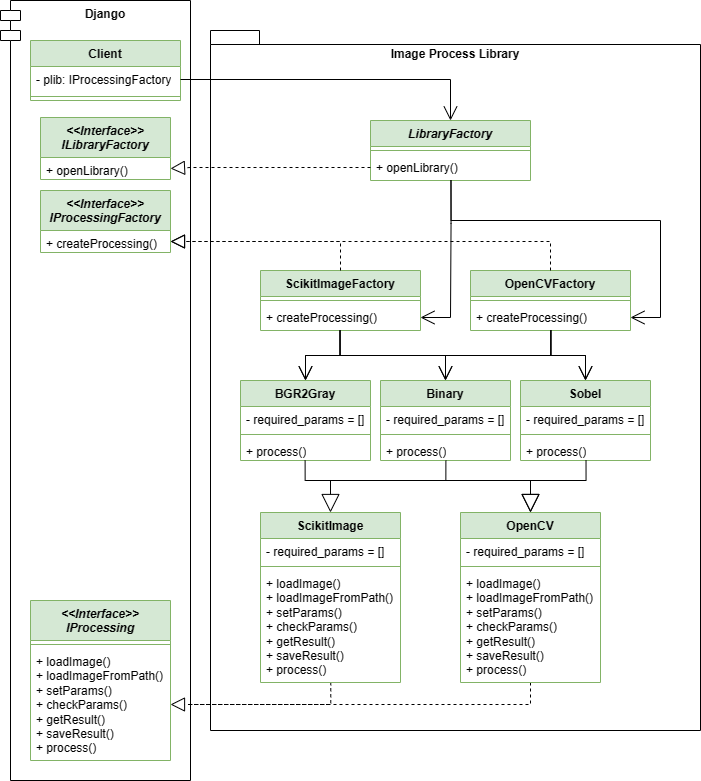 Django
Client
- plib: IProcessingFactory
<<Interface>>
ILibraryFactory
+ openLibrary()
<<Interface>>
IProcessingFactory
+ createProcessing()
<<Interface>>
IProcessing
+ loadImage()
+ loadImageFromPath()
+ setParams()
+ checkParams()
+ getResult()
+ saveResult()
+ process()
Image Process Library
LibraryFactory
+ openLibrary()
ScikitImageFactory
+ createProcessing()
OpenCVFactory
+ createProcessing()
BGR2Gray
- required_params = []
+ process()
Binary
- required_params = []
+ process()
Sobel
- required_params = []
+ process()
ScikitImage
- required_params = []
+ loadImage()
+ loadImageFromPath()
+ setParams()
+ checkParams()
+ getResult()
+ saveResult()
+ process()
OpenCV
- required_params = []
+ loadImage()
+ loadImageFromPath()
+ setParams()
+ checkParams()
+ getResult()
+ saveResult()
+ process()